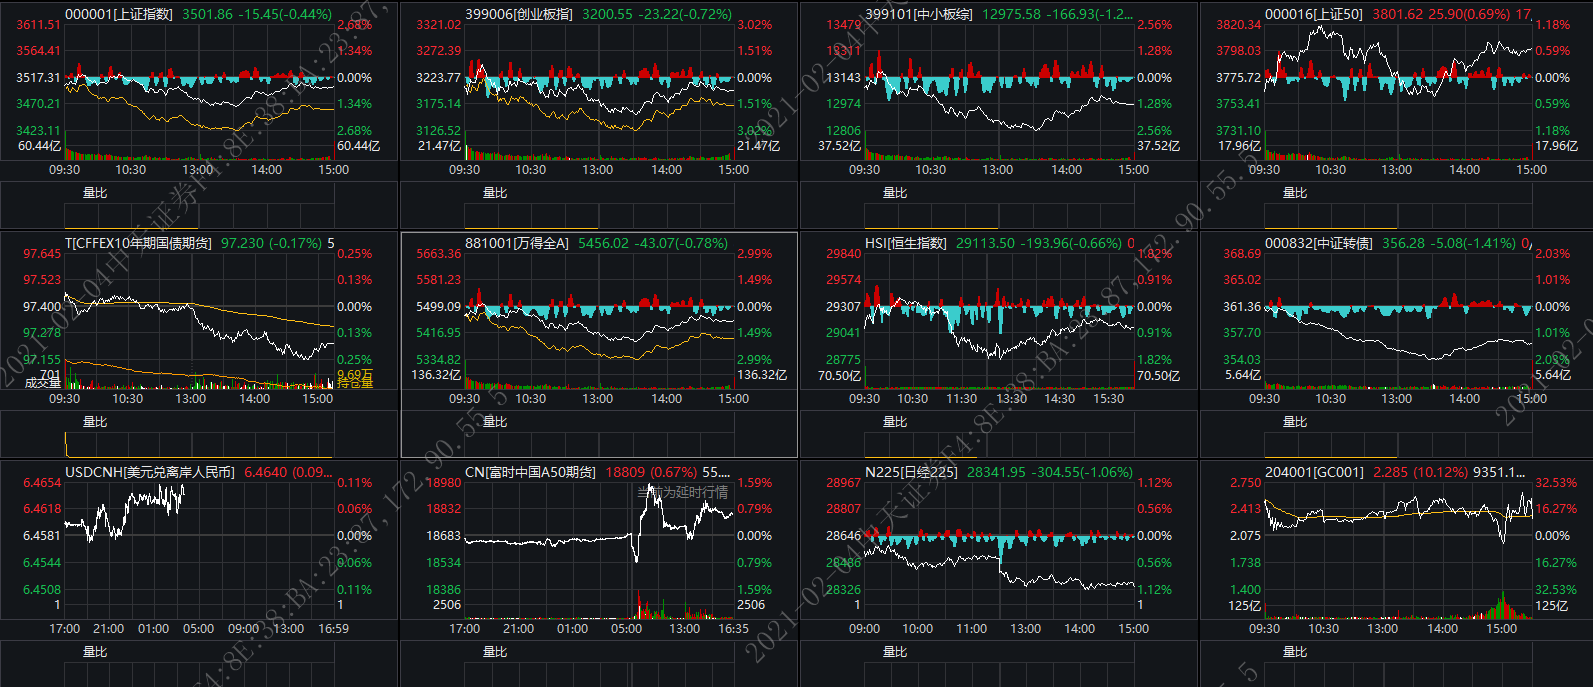 000001[上证指数] 3501.86 -15.45(-0.44%)
3611.51 2.68%
3564.41 1.34%
3517.31 0.00%
3470.21 1.34%
3423.11 2.68%
60.44亿 60.44亿
09:30 10:30 13:00 14:00 15:00
量比
399006[创业板指] 3200.55 -23.22(-0.72%)
3321.02 3.02%
3272.39 1.51%
3223.77 0.00%
3175.14 1.51%
3126.52 3.02%
21.47亿 21.47亿
09:30 10:30 13:00 14:00 15:00
量比
399101[中小板综] 12975.58 -166.93(-1.2...
13479 2.56%
13311 1.28%
13143 0.00%
12974 1.28%
12806 2.56%
37.52亿 37.52亿
09:30 10:30 13:00 14:00 15:00
量比
000016[上证50] 3801.62 25.90(0.69%) 17.
3820.34 1.18%
3798.03 0.59%
3775.72 0.00%
3753.41 0.59%
3731.10 1.18%
17.96亿 17.96亿
09:30 10:30 13:00 14:00 15:00
量比
T[CFFEX10年期国债期货] 97.230 (-0.17%) 5
97.645 0.25%
97.523 0.13%
97.400 0.00%
97.278 0.13%
97.155 0.25%
701 9.69万
成交量 持仓量
09:30 10:30 13:00 14:00 15:00
量比
881001[万得全A] 5456.02 -43.07(-0.78%)
5663.36 2.99%
5581.23 1.49%
5499.09 0.00%
5416.95 1.49%
5334.82 2.99%
136.32亿 136.32亿
09:30 10:30 13:00 14:00 15:00
量比
HSI[恒生指数] 29113.50 -193.96(-0.66%) 0
29840 1.82%
29574 0.91%
29307 0.00%
29041 0.91%
28775 1.82%
70.50亿 70.50亿
09:30 10:30 11:30 13:30 14:30 15:30
量比
000832[中证转债] 356.28 -5.08(-1.41%) 0/
368.69 2.03%
365.02 1.01%
361.36 0.00%
357.70 1.01%
354.03 2.03%
5.64亿 5.64亿
09:30 10:30 13:00 14:00 15:00
量比
USDCNH[美元兑离岸人民币] 6.4640 (0.09...
6.4654 0.11%
6.4618 0.06%
6.4581 0.00%
6.4544 0.06%
6.4508 0.11%
1 1
17:00 21:00 01:00 05:00 09:00 13:00 16:59
量比
CN[富时中国A50期货] 18809 (0.67%) 55....
当前为延时行情
18980 1.59%
18832 0.79%
18683 0.00%
18534 0.79%
18386 1.59%
2506 2506
17:00 21:00 01:00 05:00 13:00 16:35
量比
N225[日经225] 28341.95 -304.55(-1.06%)
28967 1.12%
28807 0.56%
28646 0.00%
28486 0.56%
28326 1.12%
1 1
09:00 10:00 11:00 13:00 14:00 15:00
量比
204001[GC001] 2.285 (10.12%) 9351.1...
2.750 32.53%
2.413 16.27%
2.075 0.00%
1.738 16.27%
1.400 32.53%
125亿 125亿
09:30 10:30 13:00 14:00 15:00
量比